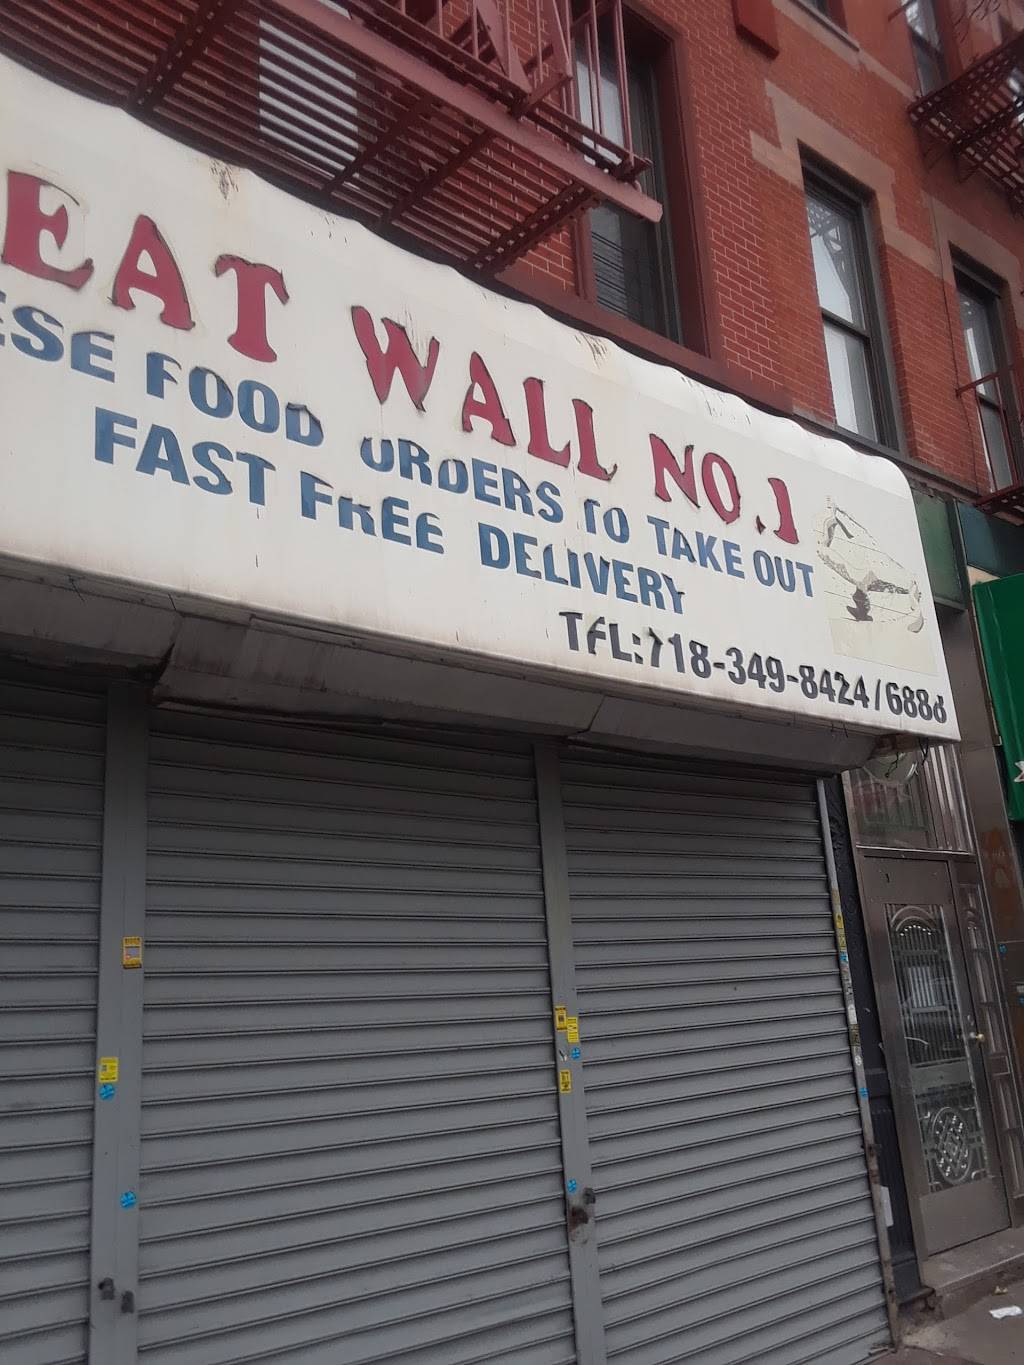 EAT WALL NO.1
ESE FOOD ORDERS TO TAKE OUT
FAST FREE DELIVERY
TEL:718-349-8424/6888